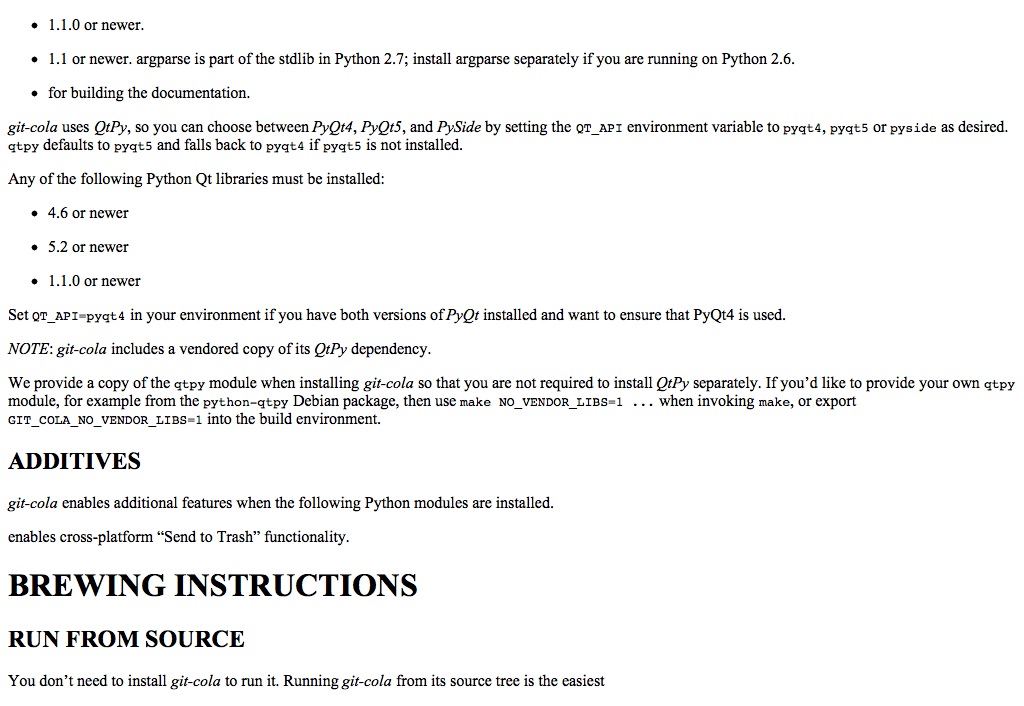 • 1.1.0 or newer.
• 1.1 or newer. argparse is part of the stdlib in Python 2.7; install argparse separately if you are running on Python 2.6.
• for building the documentation.
git-cola uses QtPy, so you can choose between PyQt4, PyQt5, and PySide by setting the QT_API environment variable to pyqt4, pyqt5 or pyside as desired.
qtpy defaults to pyqt5 and falls back to pyqt4 if pyqt5 is not installed.
Any of the following Python Qt libraries must be installed:
• 4.6 or newer
• 5.2 or newer
• 1.1.0 or newer
Set QT_API=pyqt4 in your environment if you have both versions of PyQt installed and want to ensure that PyQt4 is used.
NOTE: git-cola includes a vendored copy of its QtPy dependency.
We provide a copy of the qtpy module when installing git-cola so that you are not required to install QtPy separately. If you’d like to provide your own qtpy
module, for example from the python-qtpy Debian package, then use make NO_VENDOR_LIBS=1 ... when invoking make, or export
GIT_COLA_NO_VENDOR_LIBS=1 into the build environment.
ADDITIVES
git-cola enables additional features when the following Python modules are installed.
enables cross-platform “Send to Trash” functionality.
BREWING INSTRUCTIONS
RUN FROM SOURCE
You don’t need to install git-cola to run it. Running git-cola from its source tree is the easiest